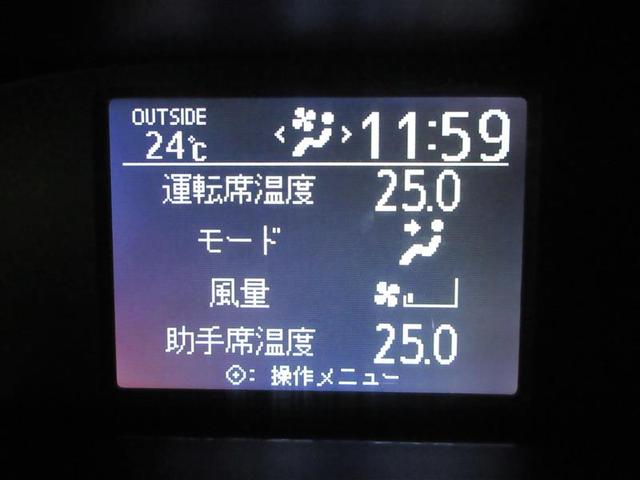 OUTSIDE
24℃ 11:59
運転席温度 25.0
モード
風量
助手席温度 25.0
: 操作メニュー